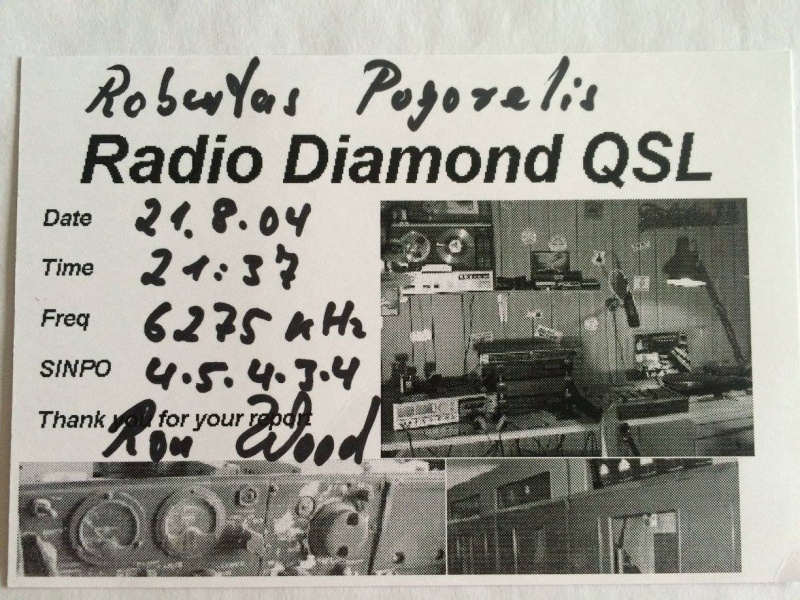 Robertas Pogorelis
Radio Diamond QSL
Date 21.8.04
Time 21:37
Freq 6275 kHz
SINPO 4.5.4.3.4
Thank you for your report
Ron Wood